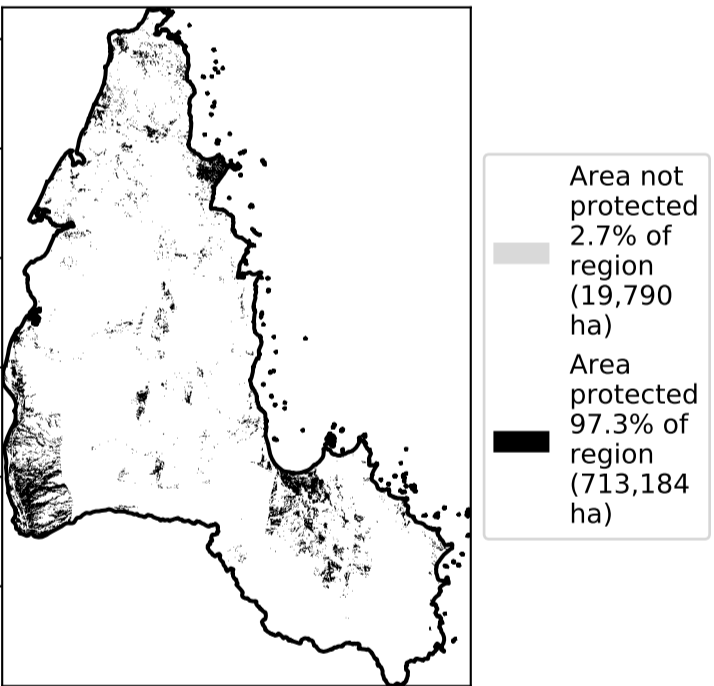 Area not
protected
2.7% of
region
(19,790
ha)
Area
protected
97.3% of
region
(713,184
ha)